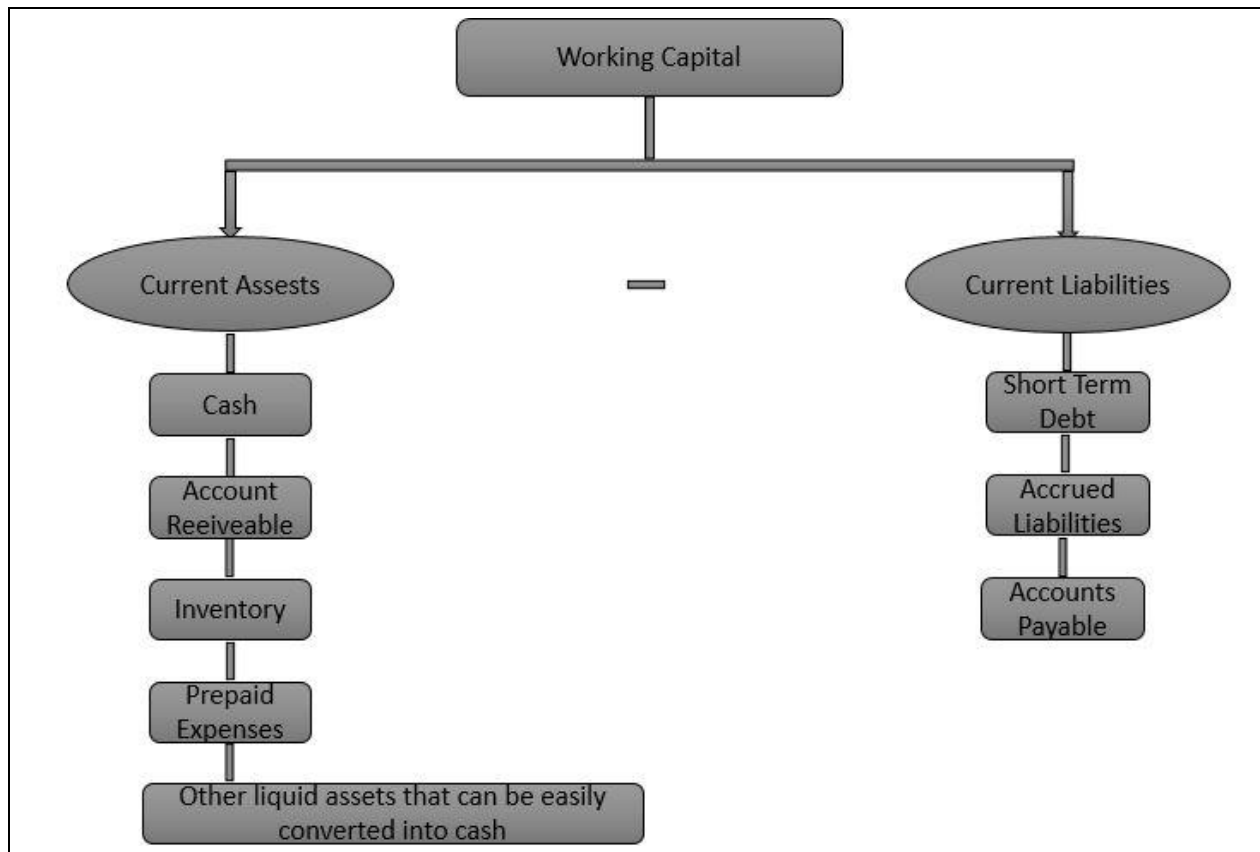 Working Capital
Current Assests
-
Current Liabilities
Cash
Account
Reeiveable
Inventory
Prepaid
Expenses
Other liquid assets that can be easily
converted into cash
Short Term
Debt
Accrued
Liabilities
Accounts
Payable